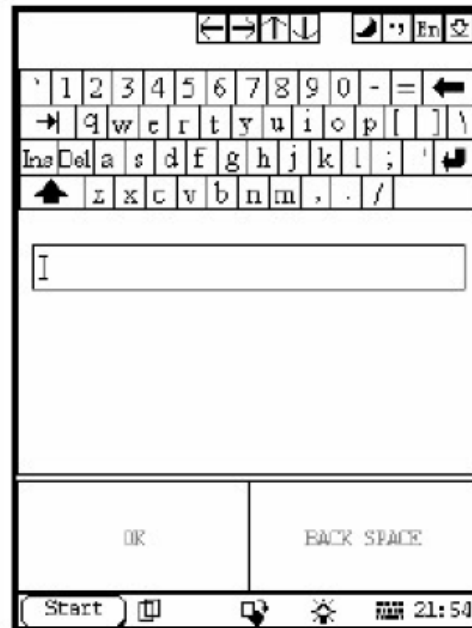 En
` 1 2 3 4 5 6 7 8 9 0 - =
q w e r t y u i o p [ ] \
Ins Del a s d f g h j k l ; '
z x c v b n m , . /
OK BACK SPACE
Start 21:54